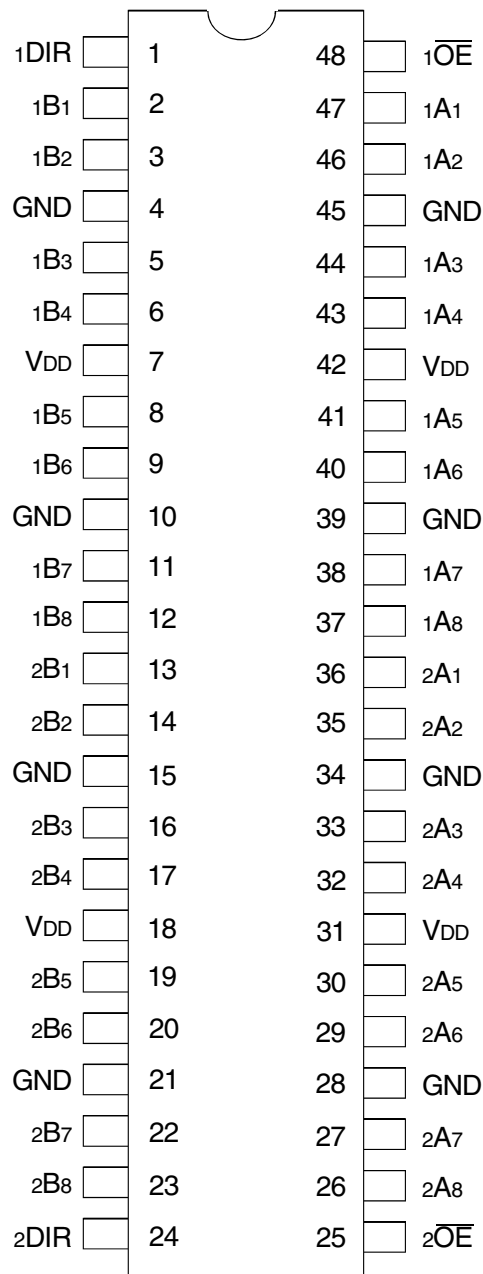 1DIR 1 48 1O̅E̅
1B1 2 47 1A1
1B2 3 46 1A2
GND 4 45 GND
1B3 5 44 1A3
1B4 6 43 1A4
VDD 7 42 VDD
1B5 8 41 1A5
1B6 9 40 1A6
GND 10 39 GND
1B7 11 38 1A7
1B8 12 37 1A8
2B1 13 36 2A1
2B2 14 35 2A2
GND 15 34 GND
2B3 16 33 2A3
2B4 17 32 2A4
VDD 18 31 VDD
2B5 19 30 2A5
2B6 20 29 2A6
GND 21 28 GND
2B7 22 27 2A7
2B8 23 26 2A8
2DIR 24 25 2O̅E̅